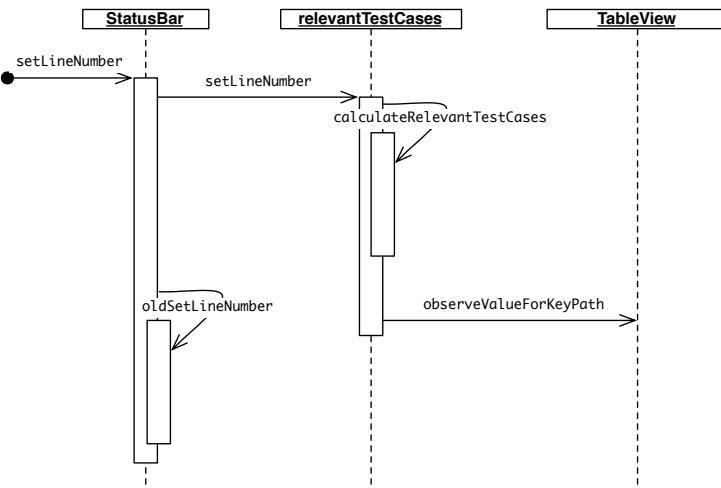 StatusBar
relevantTestCases
TableView
setLineNumber
setLineNumber
calculateRelevantTestCases
oldSetLineNumber
observeValueForKeyPath